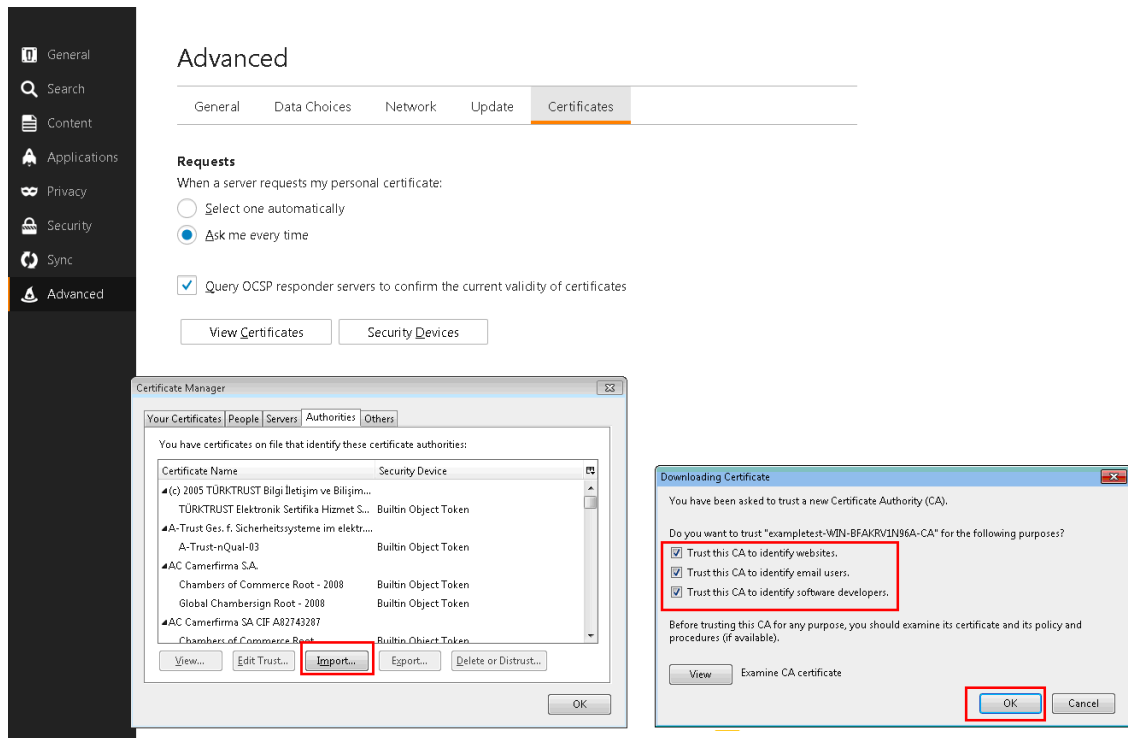 General
Search
Content
Applications
Privacy
Security
Sync
Advanced
Advanced
General Data Choices Network Update Certificates
Requests
When a server requests my personal certificate:
Select one automatically
Ask me every time
Query OCSP responder servers to confirm the current validity of certificates
View Certificates Security Devices
Certificate Manager
Your Certificates People Servers Authorities Others
You have certificates on file that identify these certificate authorities:
Certificate Name Security Device
(c) 2005 TÜRKTRUST Bilgi İletişim ve Bilişim...
TÜRKTRUST Elektronik Sertifika Hizmet S... Builtin Object Token
A-Trust Ges. f. Sicherheitssysteme im elektr....
A-Trust-nQual-03 Builtin Object Token
AC Camerfirma S.A.
Chambers of Commerce Root - 2008 Builtin Object Token
Global Chambersign Root - 2008 Builtin Object Token
AC Camerfirma SA CIF A82743287
Chambers of Commerce Root Builtin Object Token
View... Edit Trust... Import... Export... Delete or Distrust...
OK
Downloading Certificate
You have been asked to trust a new Certificate Authority (CA).
Do you want to trust "exampletest-WIN-BFAKRV1N96A-CA" for the following purposes?
Trust this CA to identify websites.
Trust this CA to identify email users.
Trust this CA to identify software developers.
Before trusting this CA for any purpose, you should examine its certificate and its policy and
procedures (if available).
View Examine CA certificate
OK Cancel